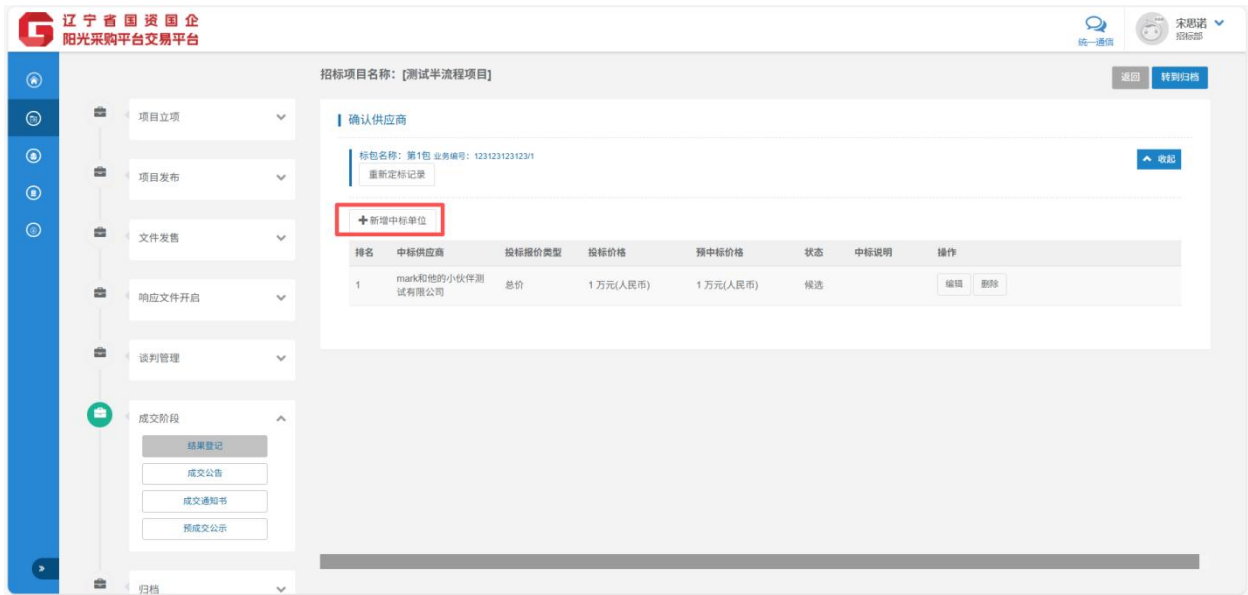 辽宁省国资国企
阳光采购平台交易平台
统一通信
宋思诺
招标部
招标项目名称：[测试半流程项目]
返回
转到归档
项目立项
项目发布
文件发售
响应文件开启
谈判管理
成交阶段
结果登记
成交公告
成交通知书
预成交公示
归档
确认供应商
标包名称：第1包 业务编号：123123123123/1
收起
重新定标记录
新增中标单位
排名 中标供应商 投标报价类型 投标价格 预中标价格 状态 中标说明 操作
1 mark和他的小伙伴测 总价 1 万元(人民币) 1 万元(人民币) 候选 编辑 删除
试有限公司